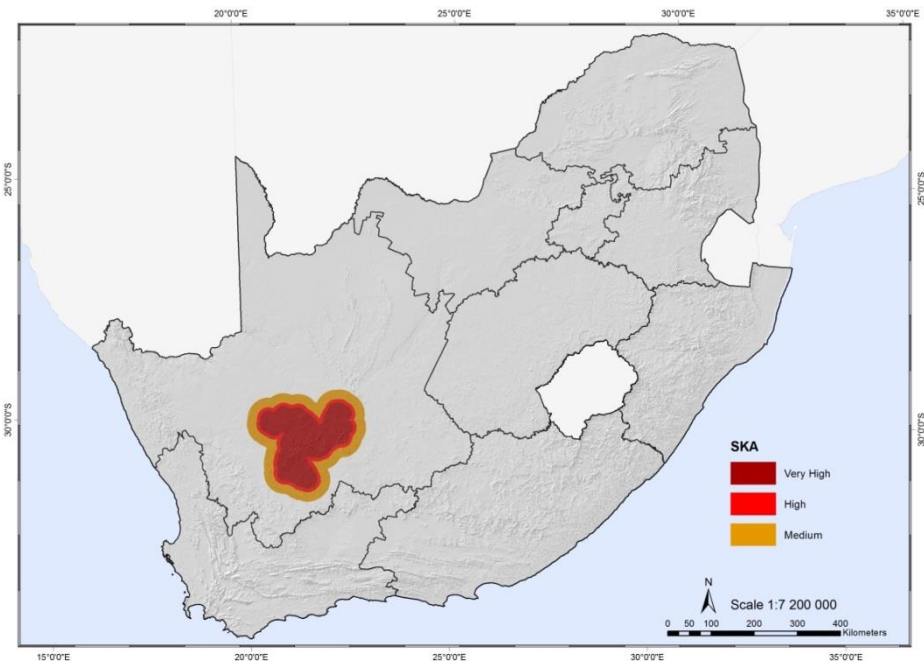 20°0'0"E 25°0'0"E 30°0'0"E 35°0'0"E
25°0'0"S 25°0'0"S
30°0'0"S 30°0'0"S
SKA
Very High
High
Medium
N
Scale 1:7 200 000
0 50 100 200 300 400
Kilometers
15°0'0"E 20°0'0"E 25°0'0"E 30°0'0"E 35°0'0"E